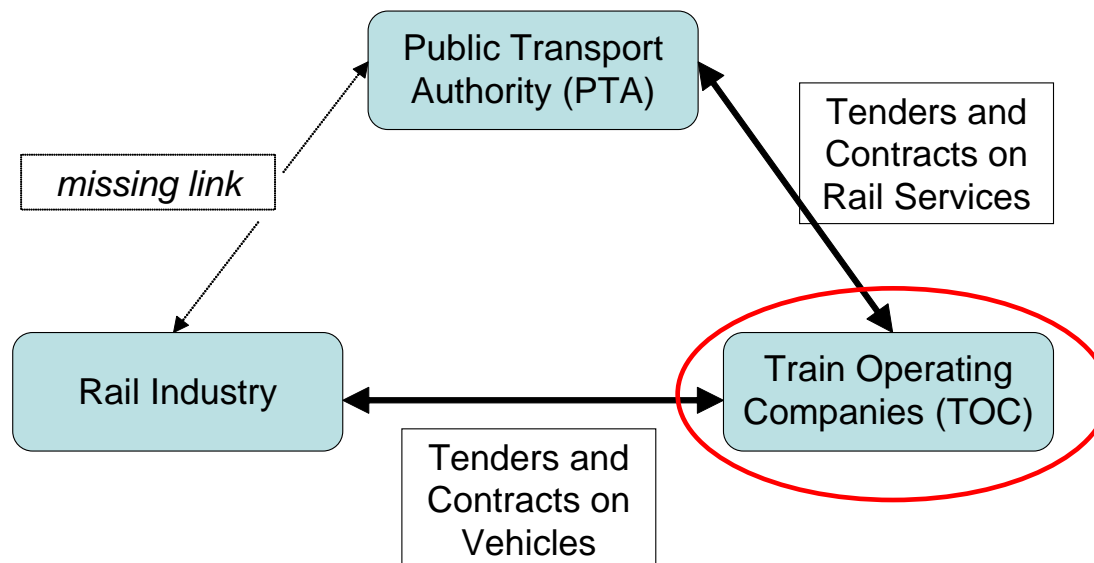 Public Transport
Authority (PTA)
Tenders and
Contracts on
Rail Services
missing link
Rail Industry
Train Operating
Companies (TOC)
Tenders and
Contracts on
Vehicles